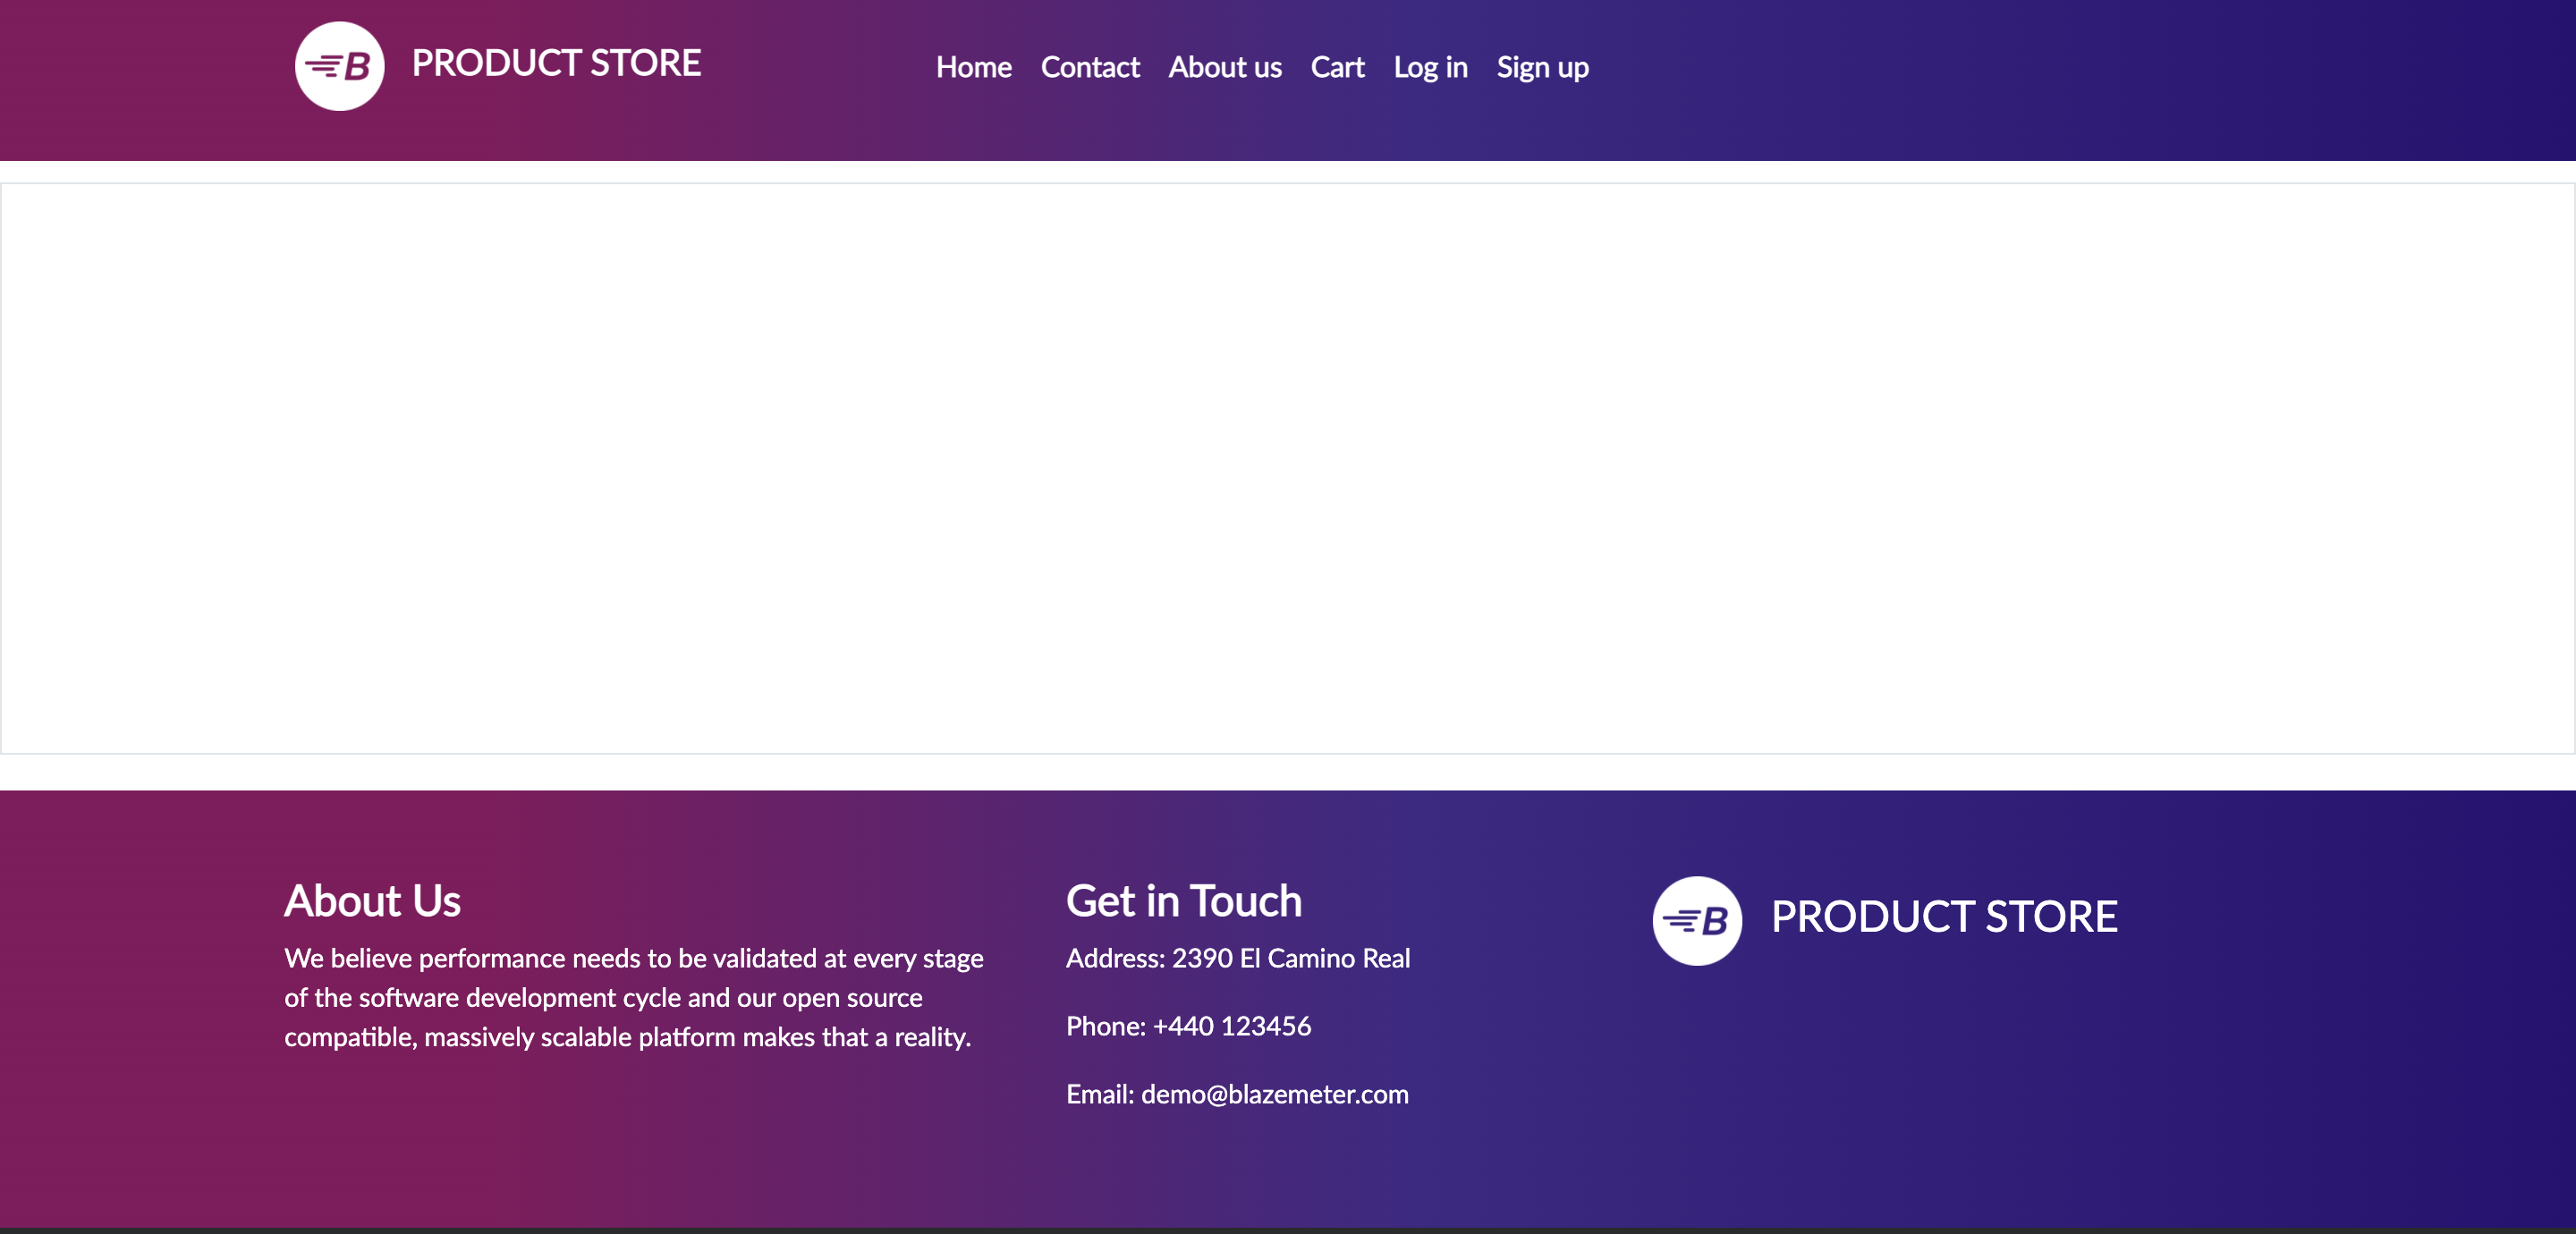 B PRODUCT STORE
Home Contact About us Cart Log in Sign up
About Us
We believe performance needs to be validated at every stage
of the software development cycle and our open source
compatible, massively scalable platform makes that a reality.
Get in Touch
Address: 2390 El Camino Real
Phone: +440 123456
Email: demo@blazemeter.com
B PRODUCT STORE